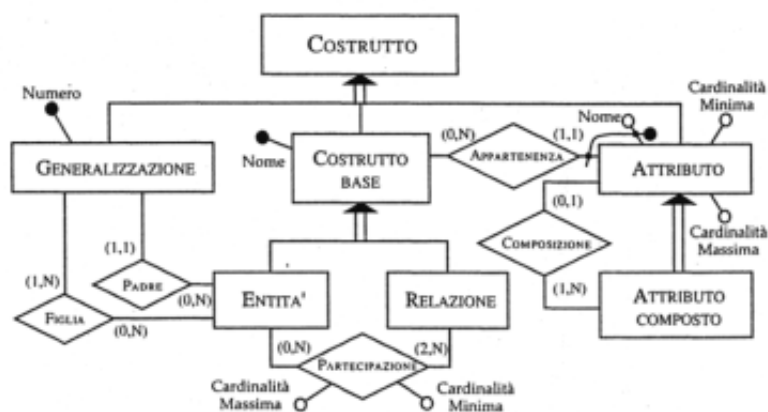 COSTRUTTO
Numero
Cardinalità
Minima
Nome
(0,N)
(1,1)
GENERALIZZAZIONE
Nome
COSTRUTTO
BASE
APPARTENENZA
ATTRIBUTO
(0,1)
Cardinalità
Massima
(1,1)
COMPOSIZIONE
(1,N)
PADRE
(0,N)
ENTITA'
RELAZIONE
(1,N)
ATTRIBUTO
COMPOSTO
FIGLIA
(0,N)
(0,N)
(2,N)
PARTECIPAZIONE
Cardinalità
Massima
Cardinalità
Minima